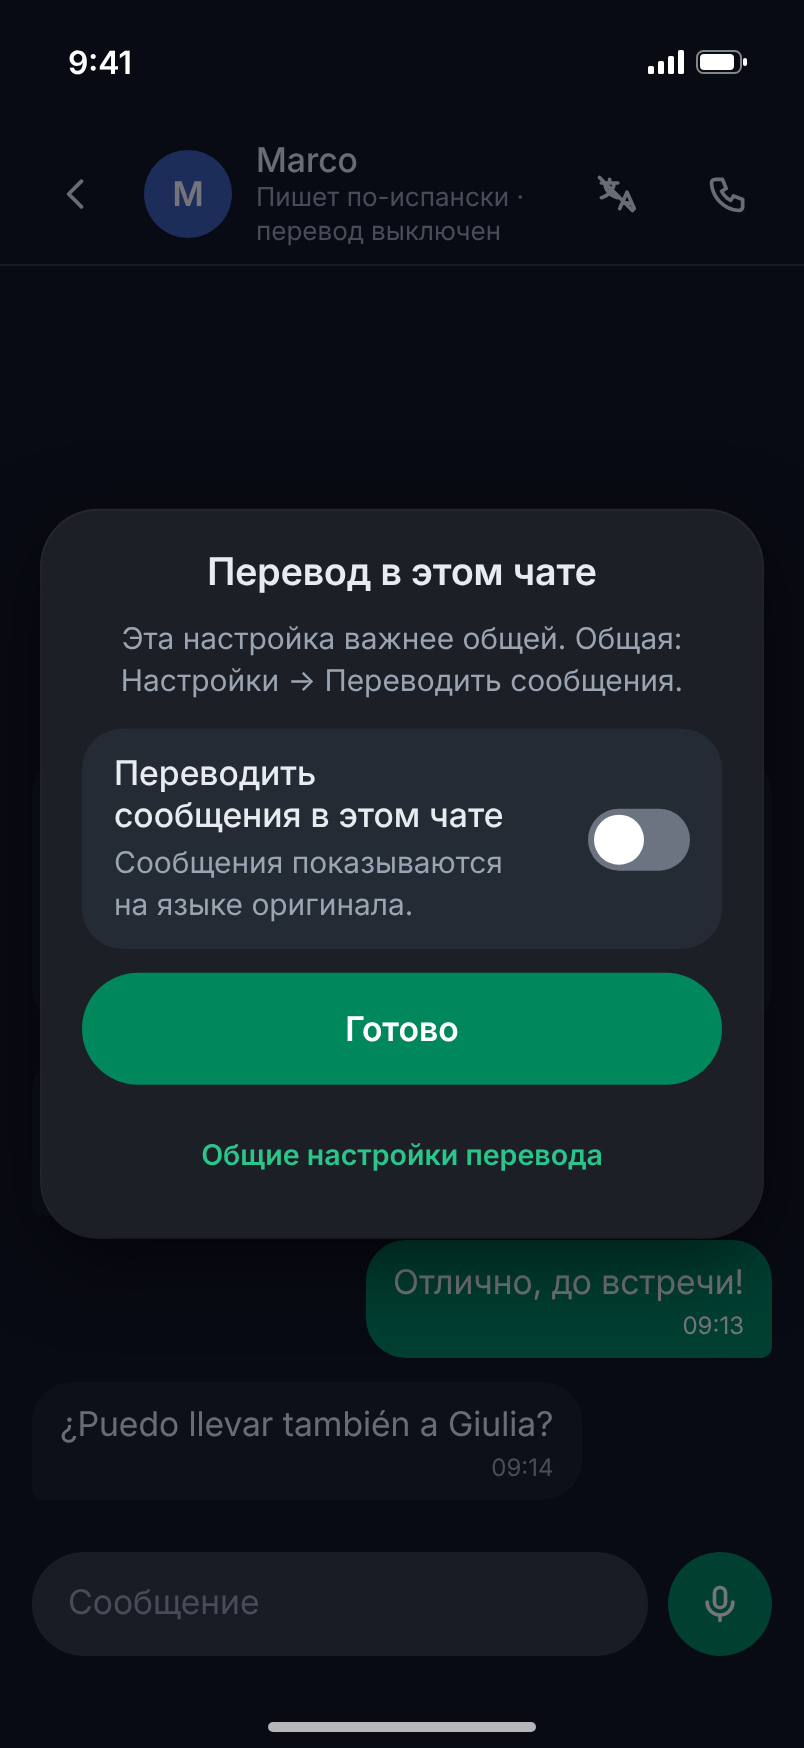 9:41
M
Marco
Пишет по-испански ·
перевод выключен
Перевод в этом чате
Эта настройка важнее общей. Общая:
Настройки → Переводить сообщения.
Переводить
сообщения в этом чате
Сообщения показываются
на языке оригинала.
Готово
Общие настройки перевода
Отлично, до встречи!
09:13
¿Puedo llevar también a Giulia?
09:14
Сообщение